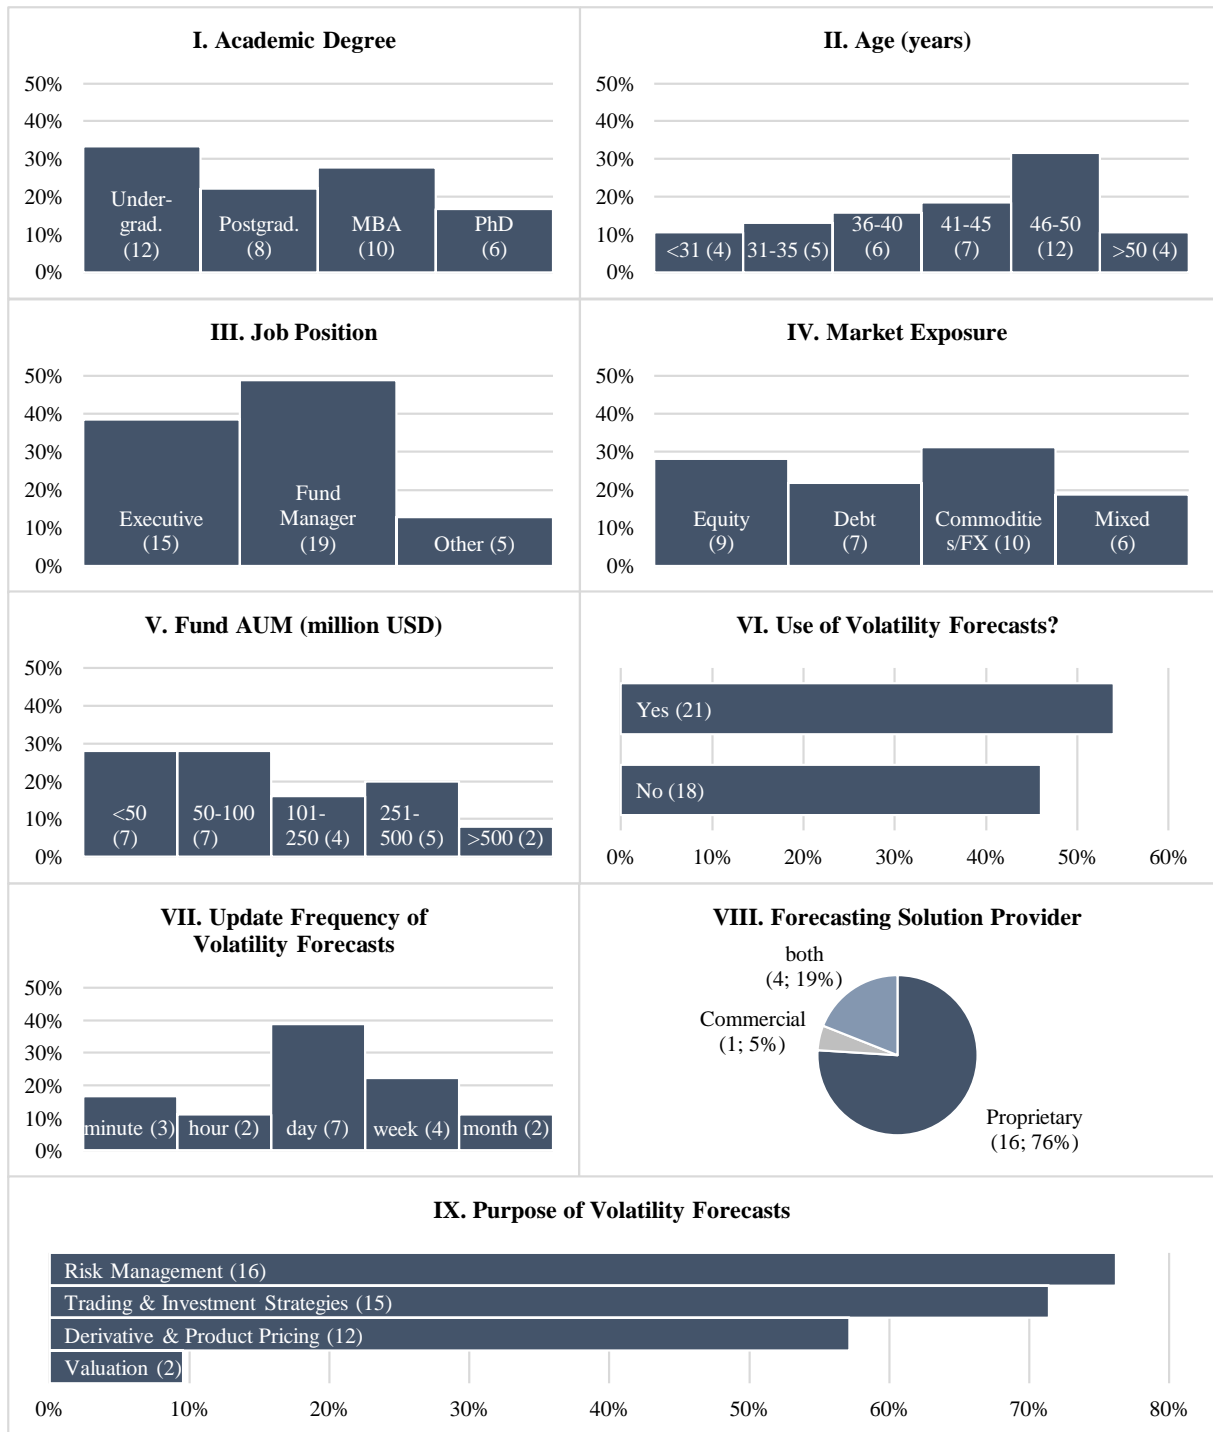 I. Academic Degree
50%
40%
30%
20%
10%
0%
Under-
grad.
(12)
Postgrad.
(8)
MBA
(10)
PhD
(6)
II. Age (years)
50%
40%
30%
20%
10%
0%
<31 (4)
31-35 (5)
36-40
(6)
41-45
(7)
46-50
(12)
>50 (4)
III. Job Position
50%
40%
30%
20%
10%
0%
Executive
(15)
Fund
Manager
(19)
Other (5)
IV. Market Exposure
50%
40%
30%
20%
10%
0%
Equity
(9)
Debt
(7)
Commoditie
s/FX (10)
Mixed
(6)
V. Fund AUM (million USD)
50%
40%
30%
20%
10%
0%
<50
(7)
50-100
(7)
101-
250 (4)
251-
500 (5)
>500 (2)
VI. Use of Volatility Forecasts?
Yes (21)
No (18)
0% 10% 20% 30% 40% 50% 60%
VII. Update Frequency of
Volatility Forecasts
50%
40%
30%
20%
10%
0%
minute (3)
hour (2)
day (7)
week (4)
month (2)
VIII. Forecasting Solution Provider
both
(4; 19%)
Commercial
(1; 5%)
Proprietary
(16; 76%)
IX. Purpose of Volatility Forecasts
Risk Management (16)
Trading & Investment Strategies (15)
Derivative & Product Pricing (12)
Valuation (2)
0% 10% 20% 30% 40% 50% 60% 70% 80%